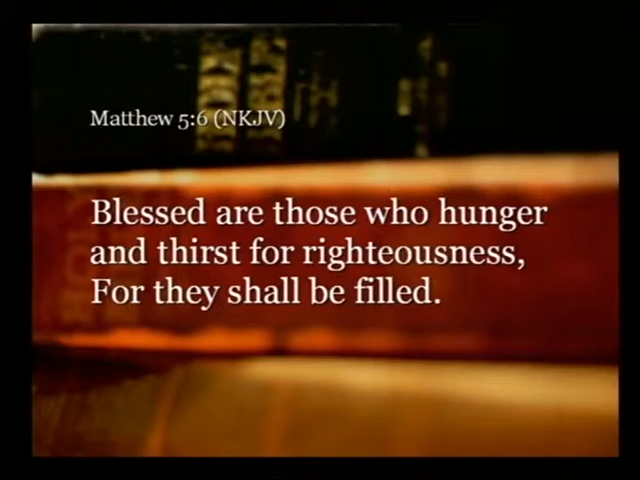 Matthew 5:6 (NKJV)
Blessed are those who hunger
and thirst for righteousness,
For they shall be filled.